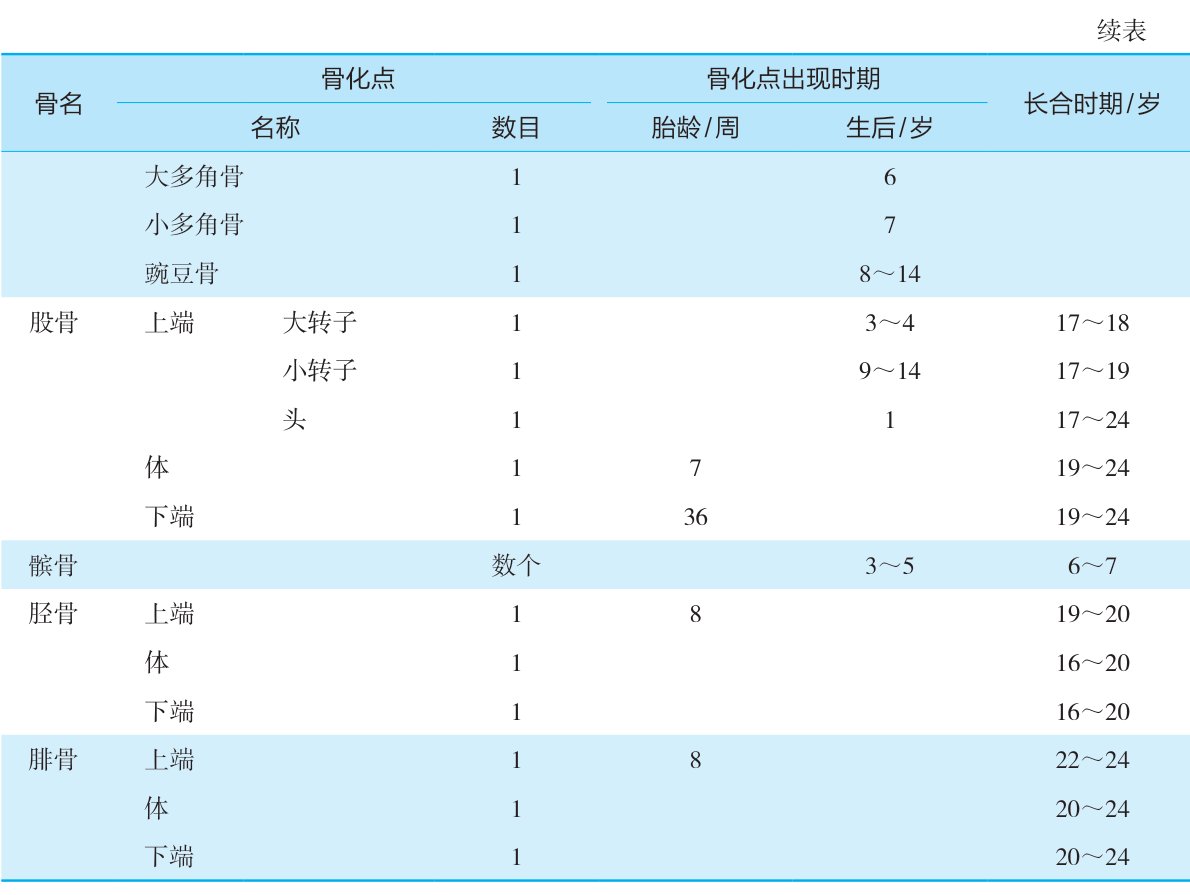 续表
骨名 骨化点 骨化点出现时期 长合时期/岁
名称 数目 胎龄/周 生后/岁
大多角骨 1 6
小多角骨 1 7
豌豆骨 1 8～14
股骨 上端 大转子 1 3～4 17～18
小转子 1 9～14 17～19
头 1 1 17～24
体 1 7 19～24
下端 1 36 19～24
髌骨 数个 3～5 6～7
胫骨 上端 1 8 19～20
体 1 16～20
下端 1 16～20
腓骨 上端 1 8 22～24
体 1 20～24
下端 1 20～24